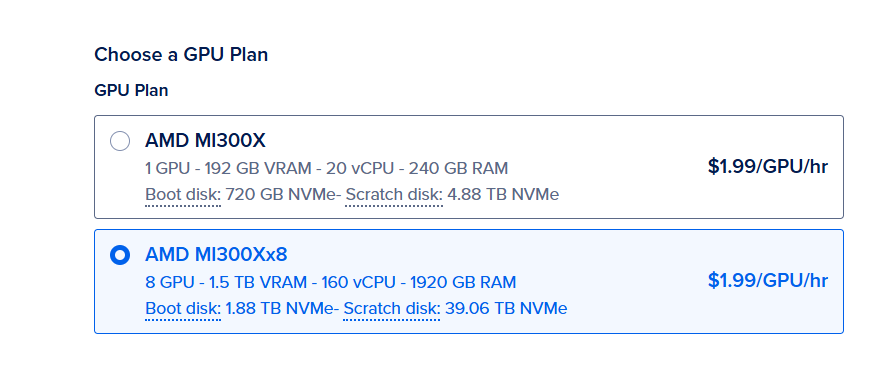 Choose a GPU Plan
GPU Plan
AMD MI300X
1 GPU - 192 GB VRAM - 20 vCPU - 240 GB RAM
$1.99/GPU/hr
Boot disk: 720 GB NVMe- Scratch disk: 4.88 TB NVMe
AMD MI300Xx8
8 GPU - 1.5 TB VRAM - 160 vCPU - 1920 GB RAM
$1.99/GPU/hr
Boot disk: 1.88 TB NVMe- Scratch disk: 39.06 TB NVMe